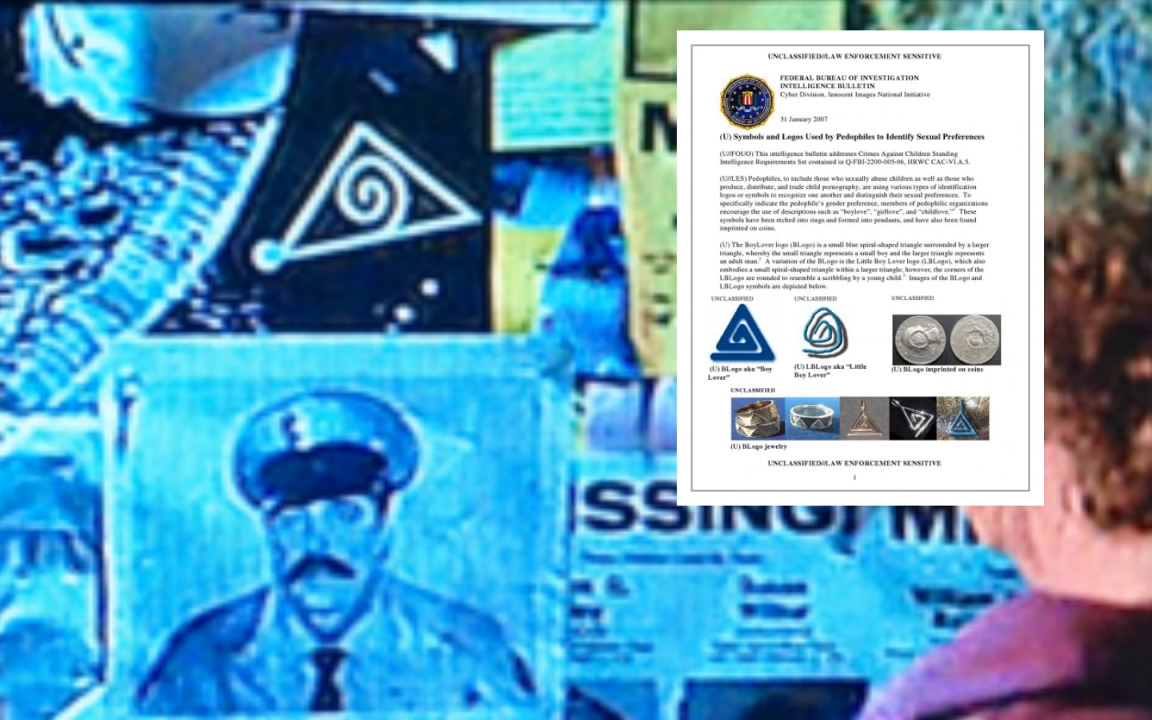 UNCLASSIFIED//LAW ENFORCEMENT SENSITIVE
FEDERAL BUREAU OF INVESTIGATION
INTELLIGENCE BULLETIN
Cyber Division, Innocent Images National Initiative
31 January 2007
(U) Symbols and Logos Used by Pedophiles to Identify Sexual Preferences
(U//FOUO) This intelligence bulletin addresses Crimes Against Children Standing
Intelligence Requirements Set contained in Q-FBI-2200-005-06, HRWC CAC-VI.A.5.
(U//LES) Pedophiles, to include those who sexually abuse children as well as those who
produce, distribute, and trade child pornography, are using various types of identification
logos or symbols to recognize one another and distinguish their sexual preferences. To
specifically indicate the pedophile's gender preference, members of pedophilic organizations
encourage the use of descriptions such as "boylove", "girllove", and "childlove." These
symbols have been etched into rings and formed into pendants, and have also been found
imprinted on coins.
(U) The BoyLover logo (BLogo) is a small blue spiral-shaped triangle surrounded by a larger
triangle, whereby the small triangle represents a small boy and the larger triangle represents
an adult man.2 A variation of the BLogo is the Little Boy Lover logo (LBLogo), which also
embodies a small spiral-shaped triangle within a larger triangle; however, the corners of the
LBLogo are rounded to resemble a scribbling by a young child.3 Images of the BLogo and
LBLogo symbols are depicted below.
UNCLASSIFIED UNCLASSIFIED UNCLASSIFIED
(U) BLogo aka "Boy
Lover"
(U) LBLogo aka "Little
Boy Lover"
(U) BLogo imprinted on coins
UNCLASSIFIED
(U) BLogo jewelry
UNCLASSIFIED//LAW ENFORCEMENT SENSITIVE
1
SSING